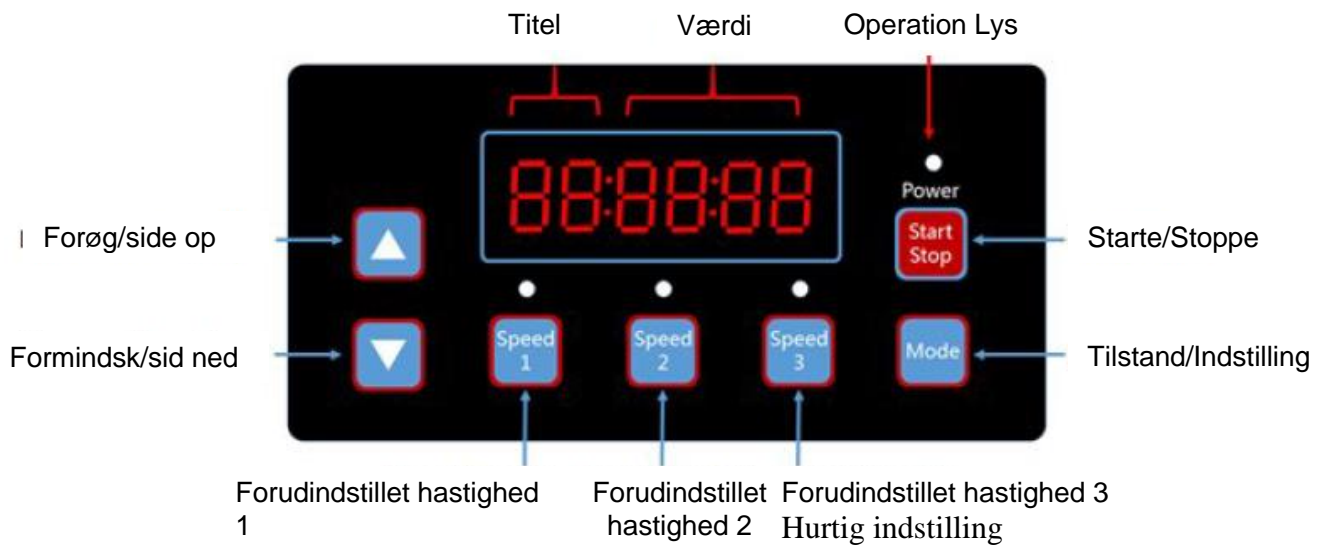 Titel Værdi Operation Lys
88:88:88
Power
Forøg/side op
Start
Stop
Starte/Stoppe
Speed
1
Speed
2
Speed
3
Mode
Formindsk/sid ned
Tilstand/Indstilling
Forudindstillet hastighed
1
Forudindstillet
hastighed 2
Forudindstillet hastighed 3
Hurtig indstilling